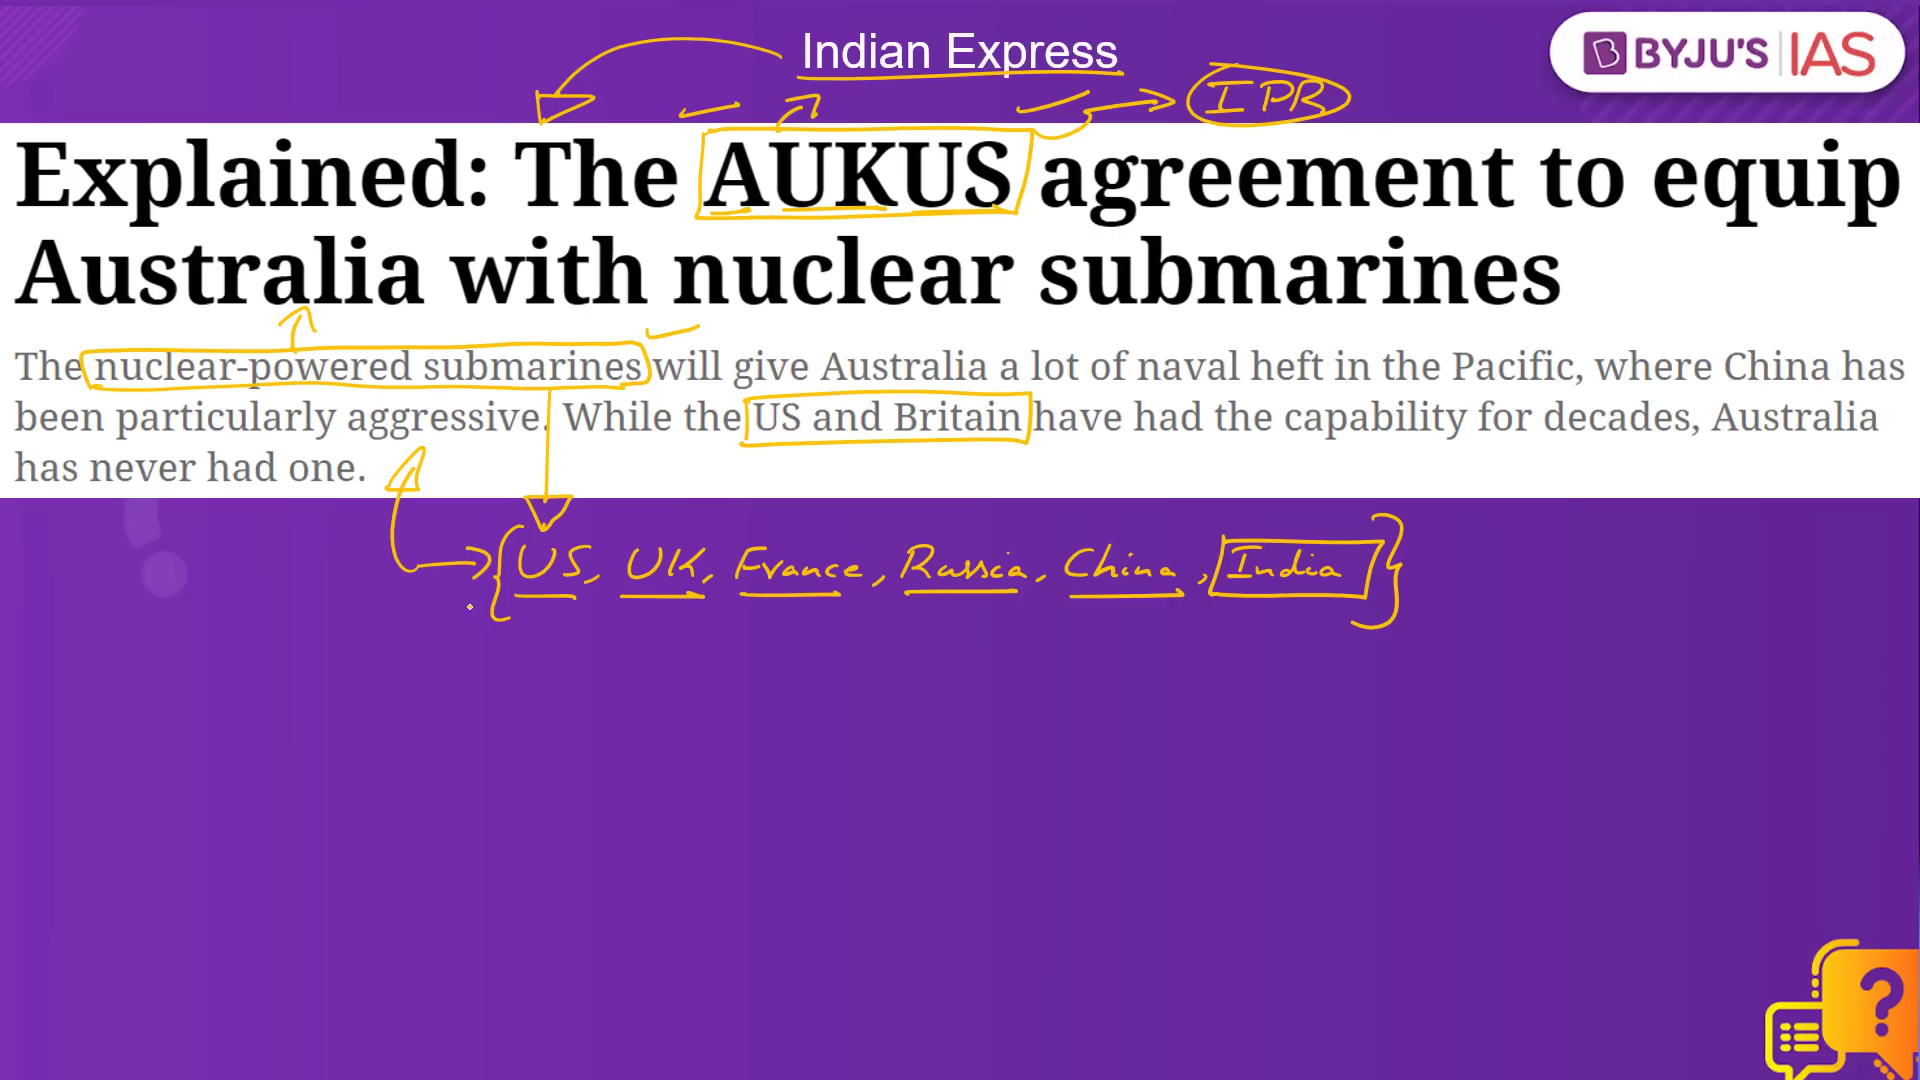 Indian Express
BYJU'S IAS
IPR
Explained: The AUKUS agreement to equip
Australia with nuclear submarines
The nuclear-powered submarines will give Australia a lot of naval heft in the Pacific, where China has
been particularly aggressive. While the US and Britain have had the capability for decades, Australia
has never had one.
{US, UK, France, Russia, China, India}
?